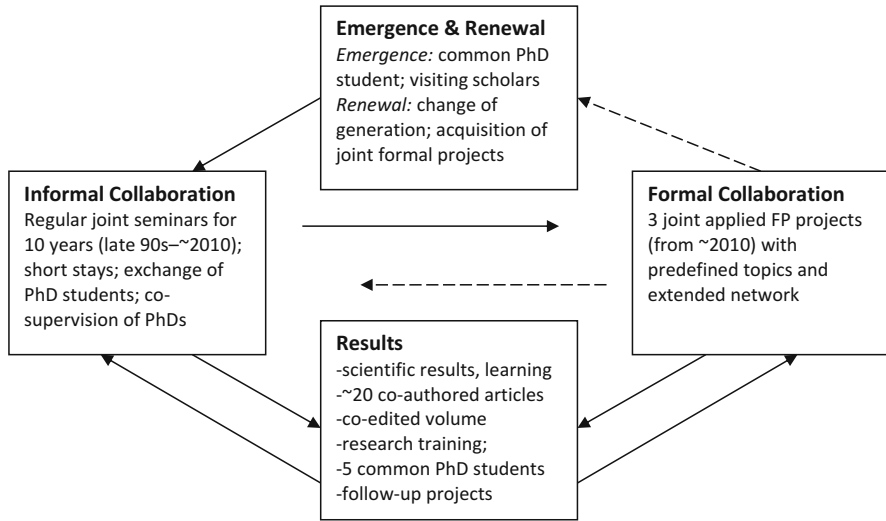 Emergence & Renewal
Emergence: common PhD
student; visiting scholars
Renewal: change of
generation; acquisition of
joint formal projects
Informal Collaboration
Regular joint seminars for
10 years (late 90s–~2010);
short stays; exchange of
PhD students; co-
supervision of PhDs
Formal Collaboration
3 joint applied FP projects
(from ~2010) with
predefined topics and
extended network
Results
-scientific results, learning
-~20 co-authored articles
-co-edited volume
-research training;
-5 common PhD students
-follow-up projects